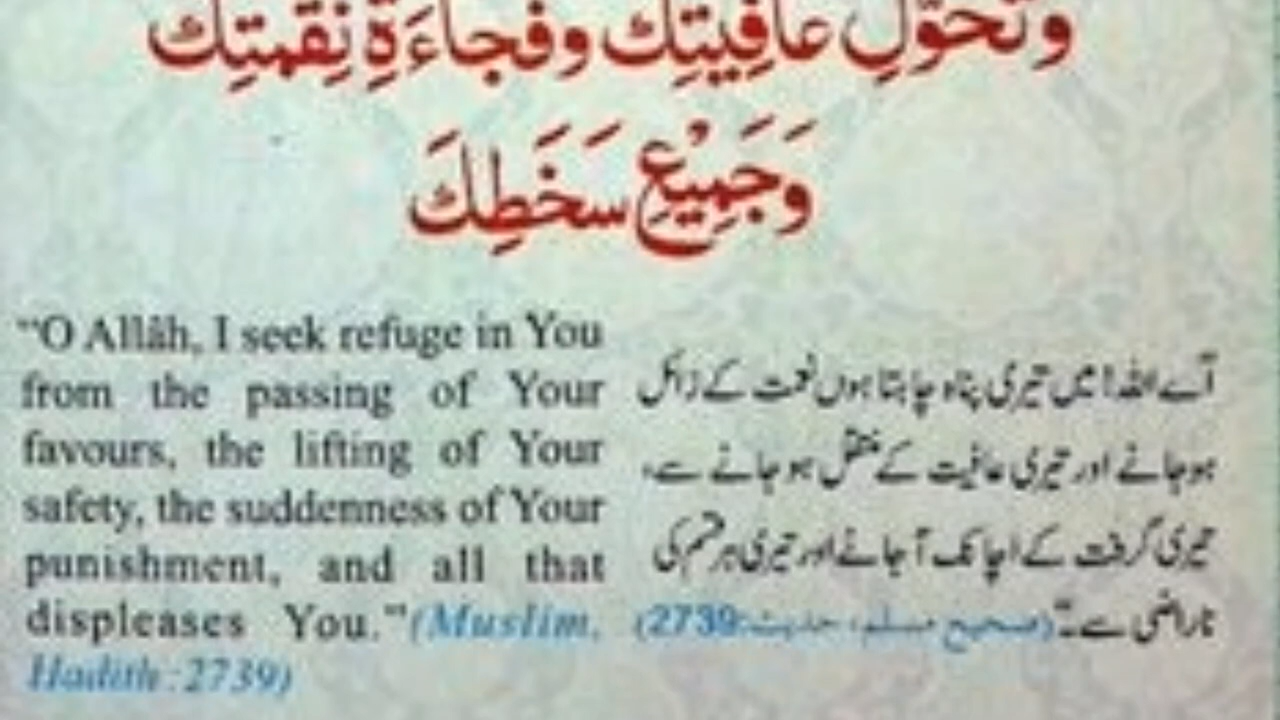 وَتَحَوُّلِ عَافِيَتِكَ وَفُجَاءَةِ نِقْمَتِكَ
وَجَمِيْعِ سَخَطِكَ
"O Allâh, I seek refuge in You
from the passing of Your
favours, the lifting of Your
safety, the suddenness of Your
punishment, and all that
displeases You." (Muslim,
Hadith : 2739)
اے اللہ! میں تیری پناہ چاہتا ہوں نعمت کے زائل
ہو جانے اور تیری عافیت کے منتقل ہو جانے سے،
تیری گرفت کے اچانک آ جانے اور تیری ہر قسم کی
ناراضی سے۔" (صحیح مسلم، حدیث:2739)